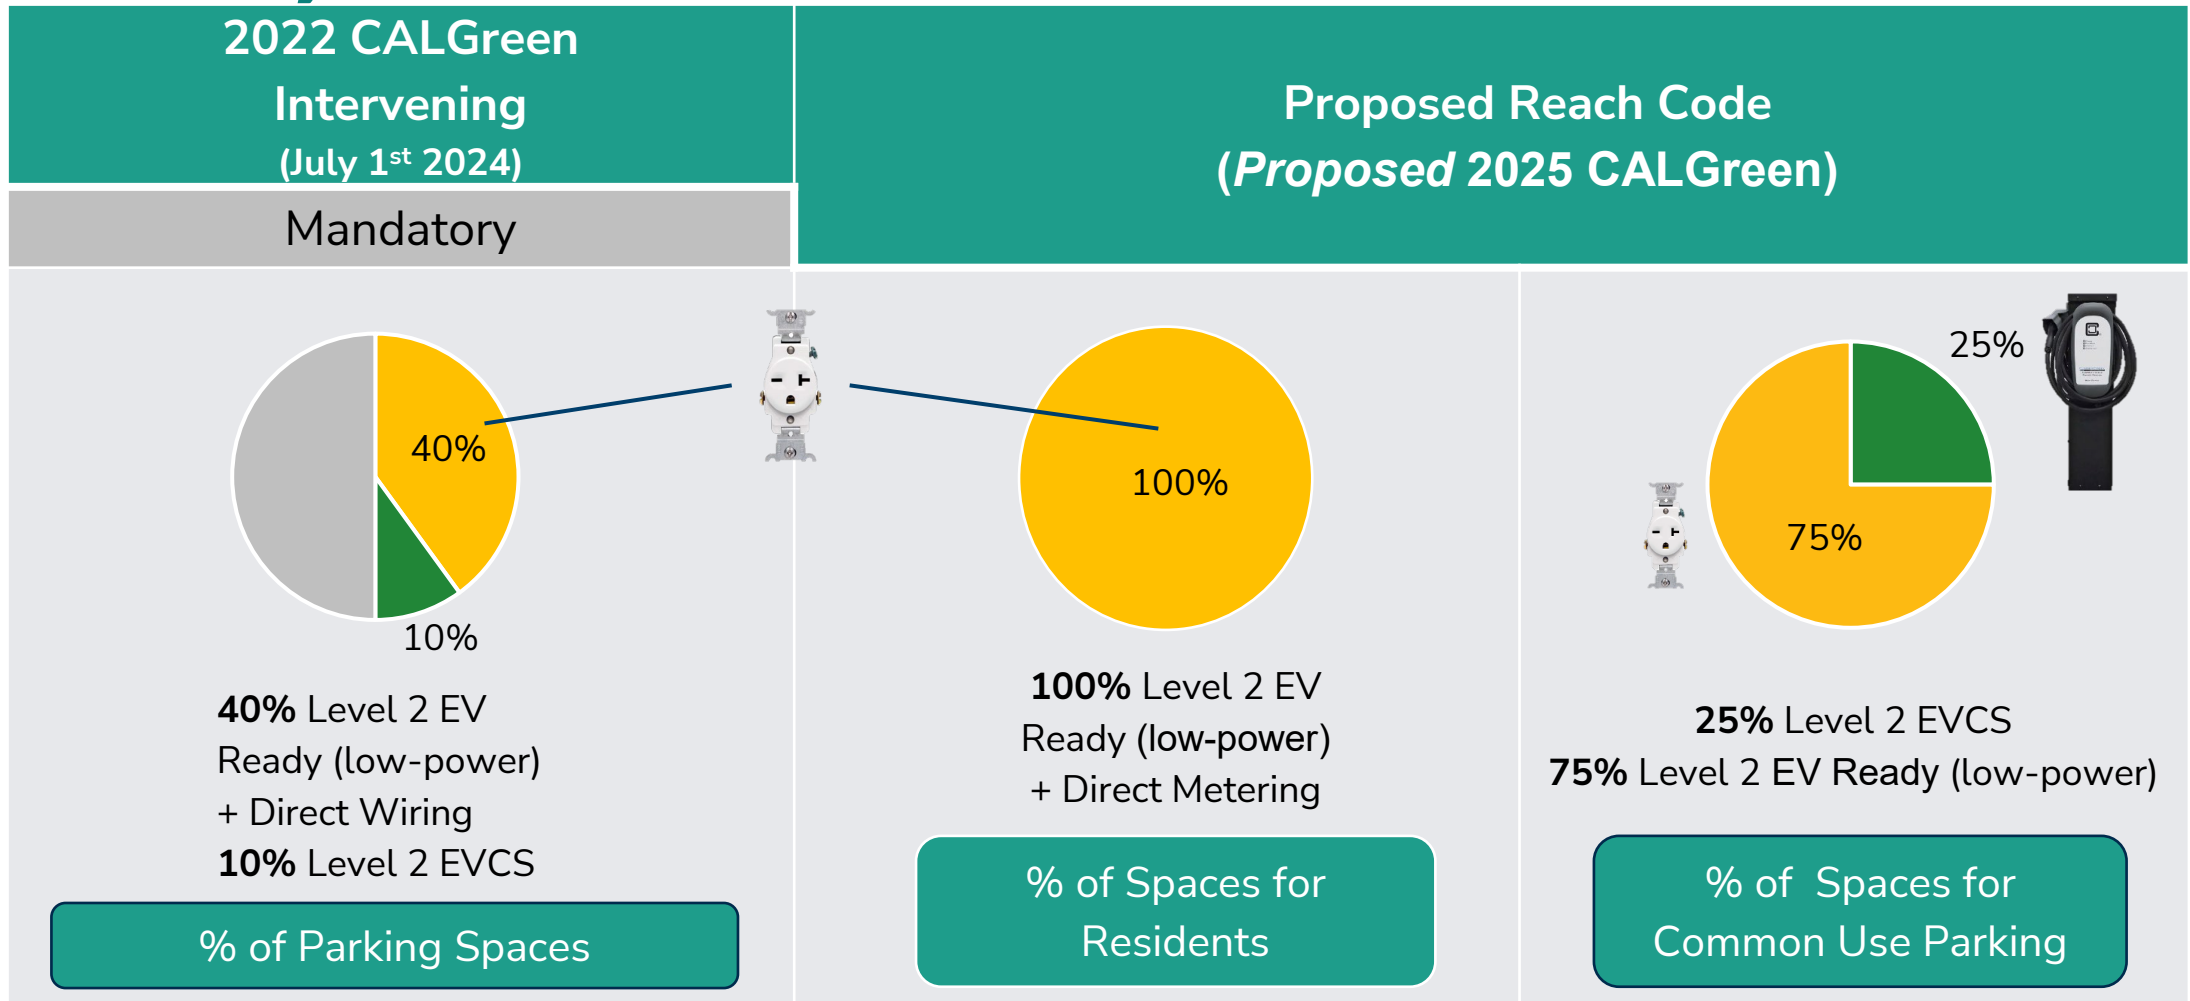 2022 CALGreen
Intervening
(July 1st 2024)
Mandatory
Proposed Reach Code
(Proposed 2025 CALGreen)
40%
10%
40% Level 2 EV
Ready (low-power)
+ Direct Wiring
10% Level 2 EVCS
% of Parking Spaces
100%
100% Level 2 EV
Ready (low-power)
+ Direct Metering
% of Spaces for
Residents
25%
75%
25% Level 2 EVCS
75% Level 2 EV Ready (low-power)
% of Spaces for
Common Use Parking